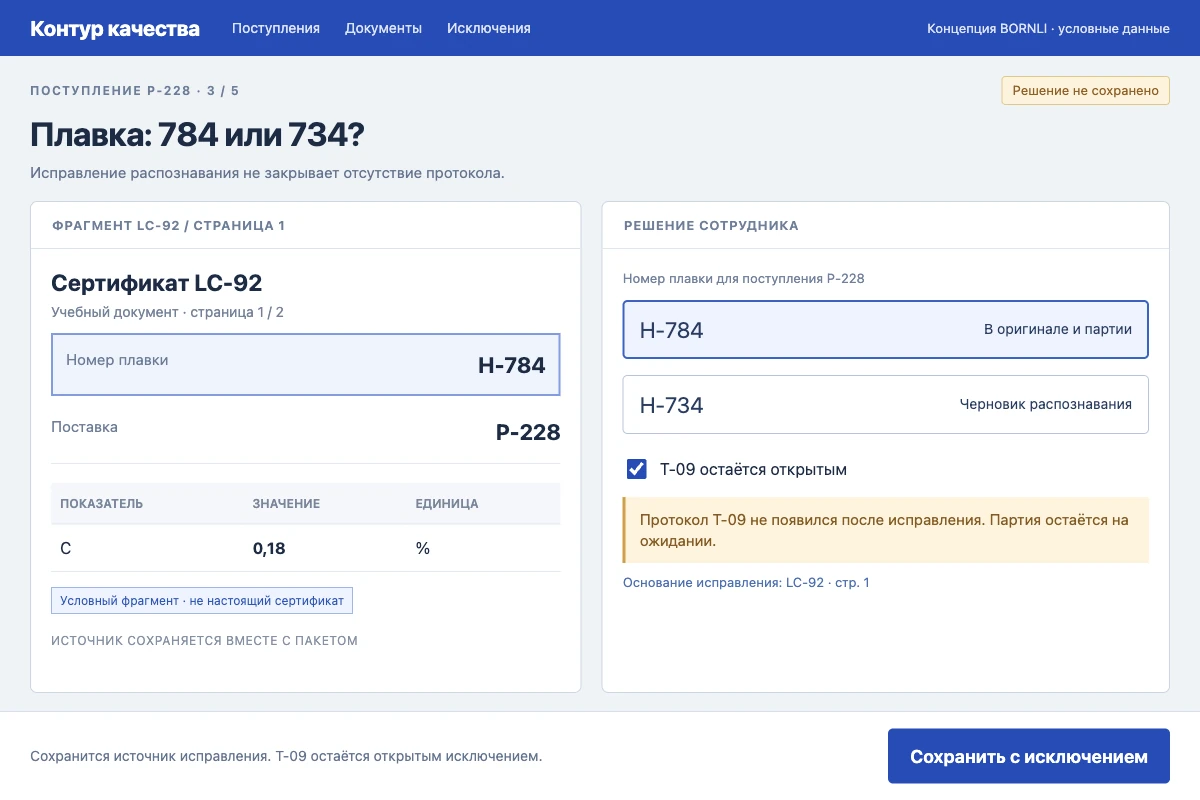 Контур качества
Поступления
Документы
Исключения
Концепция BORNLI · условные данные
ПОСТУПЛЕНИЕ P-228 · 3 / 5
Решение не сохранено
Плавка: 784 или 734?
Исправление распознавания не закрывает отсутствие протокола.
ФРАГМЕНТ LC-92 / СТРАНИЦА 1
Сертификат LC-92
Учебный документ · страница 1 / 2
Номер плавки
H-784
Поставка
P-228
ПОКАЗАТЕЛЬ ЗНАЧЕНИЕ ЕДИНИЦА
C 0,18 %
Условный фрагмент · не настоящий сертификат
ИСТОЧНИК СОХРАНЯЕТСЯ ВМЕСТЕ С ПАКЕТОМ
РЕШЕНИЕ СОТРУДНИКА
Номер плавки для поступления P-228
H-784
В оригинале и партии
H-734
Черновик распознавания
T-09 остаётся открытым
Протокол T-09 не появился после исправления. Партия остаётся на
ожидании.
Основание исправления: LC-92 · стр. 1
Сохранится источник исправления. T-09 остаётся открытым исключением.
Сохранить с исключением